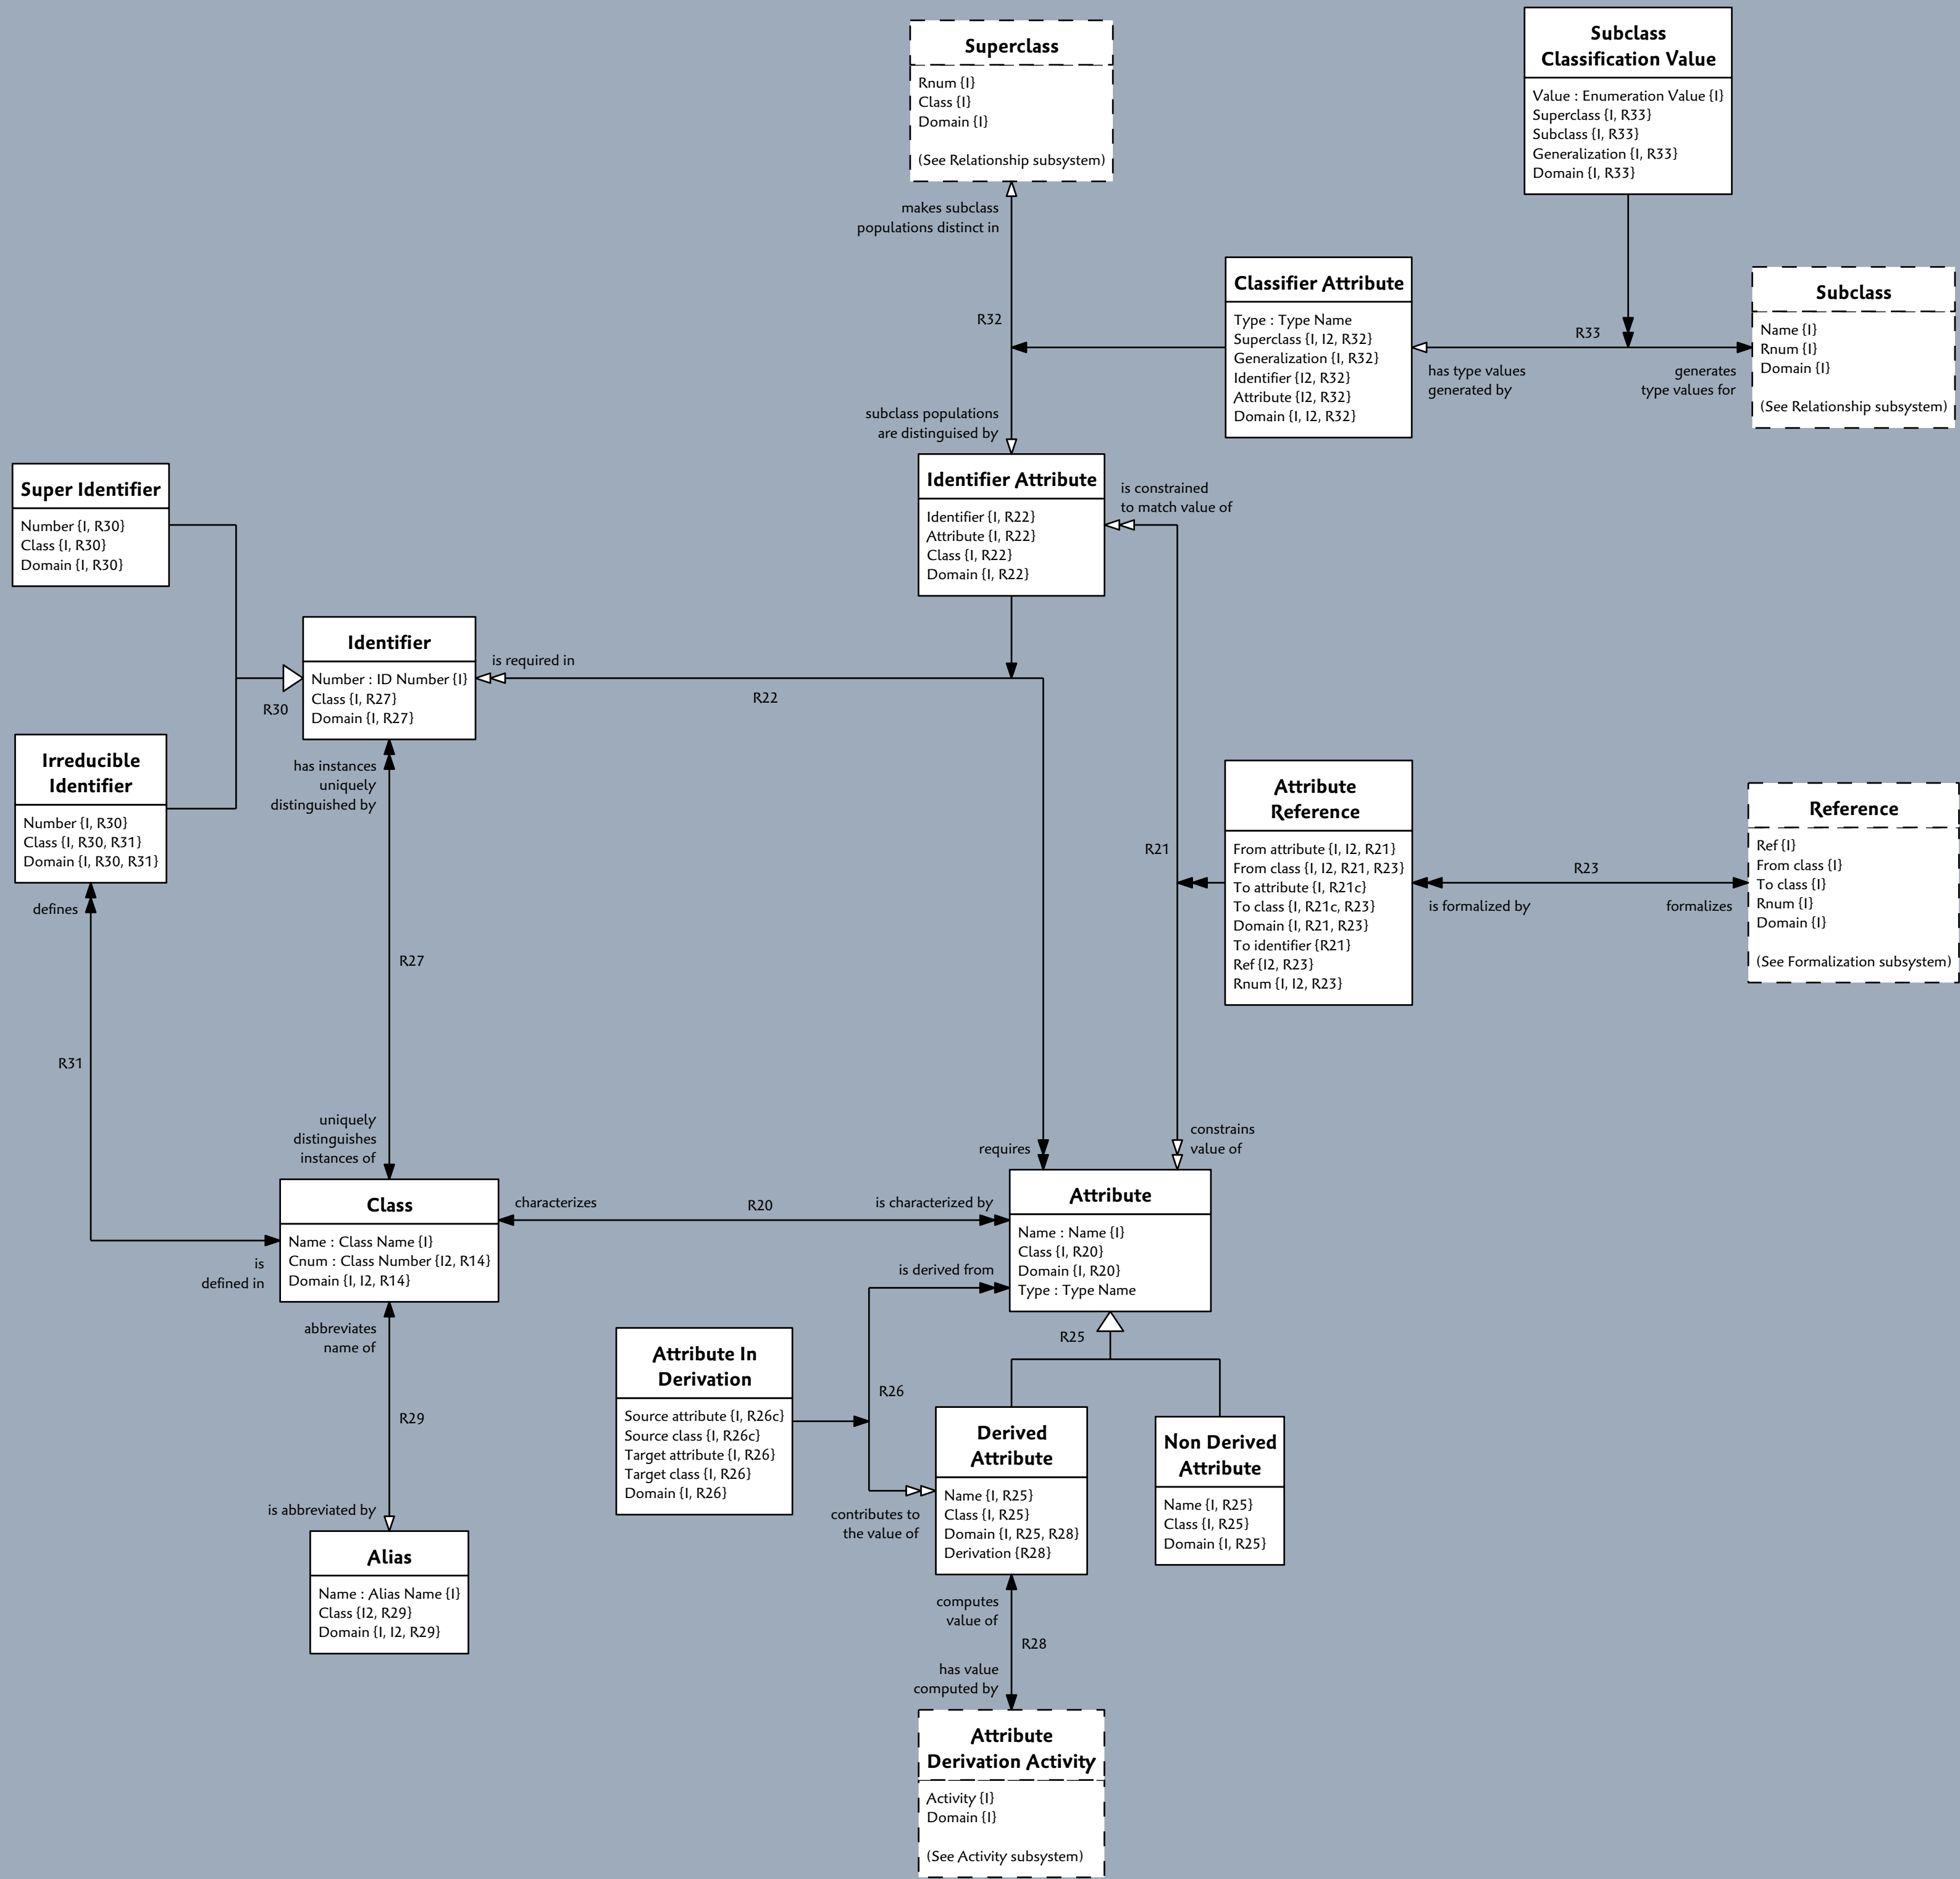 Superclass
Rnum {I}
Class {I}
Domain {I}
(See Relationship subsystem)
Subclass
Classification Value
Value : Enumeration Value {I}
Superclass {I, R33}
Subclass {I, R33}
Generalization {I, R33}
Domain {I, R33}
makes subclass
populations distinct in
R32
subclass populations
are distinguised by
Classifier Attribute
Type : Type Name
Superclass {I, I2, R32}
Generalization {I, R32}
Identifier {I2, R32}
Attribute {I2, R32}
Domain {I, I2, R32}
R33
has type values
generated by
generates
type values for
Subclass
Name {I}
Rnum {I}
Domain {I}
(See Relationship subsystem)
Super Identifier
Number {I, R30}
Class {I, R30}
Domain {I, R30}
Identifier Attribute
Identifier {I, R22}
Attribute {I, R22}
Class {I, R22}
Domain {I, R22}
is constrained
to match value of
Identifier
Number : ID Number {I}
Class {I, R27}
Domain {I, R27}
is required in
R22
R30
Irreducible
Identifier
Number {I, R30}
Class {I, R30, R31}
Domain {I, R30, R31}
has instances
uniquely
distinguished by
defines
R27
R31
uniquely
distinguishes
instances of
R21
Attribute
Reference
From attribute {I, I2, R21}
From class {I, I2, R21, R23}
To attribute {I, R21c}
To class {I, R21c, R23}
Domain {I, R21, R23}
To identifier {R21}
Ref {I2, R23}
Rnum {I, I2, R23}
R23
is formalized by
formalizes
Reference
Ref {I}
From class {I}
To class {I}
Rnum {I}
Domain {I}
(See Formalization subsystem)
requires
constrains
value of
Class
Name : Class Name {I}
Cnum : Class Number {I2, R14}
Domain {I, I2, R14}
is
defined in
characterizes
R20
is characterized by
Attribute
Name : Name {I}
Class {I, R20}
Domain {I, R20}
Type : Type Name
is derived from
abbreviates
name of
R29
is abbreviated by
Alias
Name : Alias Name {I}
Class {I2, R29}
Domain {I, I2, R29}
Attribute In
Derivation
Source attribute {I, R26c}
Source class {I, R26c}
Target attribute {I, R26}
Target class {I, R26}
Domain {I, R26}
R26
contributes to
the value of
R25
Derived
Attribute
Name {I, R25}
Class {I, R25}
Domain {I, R25, R28}
Derivation {R28}
Non Derived
Attribute
Name {I, R25}
Class {I, R25}
Domain {I, R25}
computes
value of
R28
has value
computed by
Attribute
Derivation Activity
Activity {I}
Domain {I}
(See Activity subsystem)